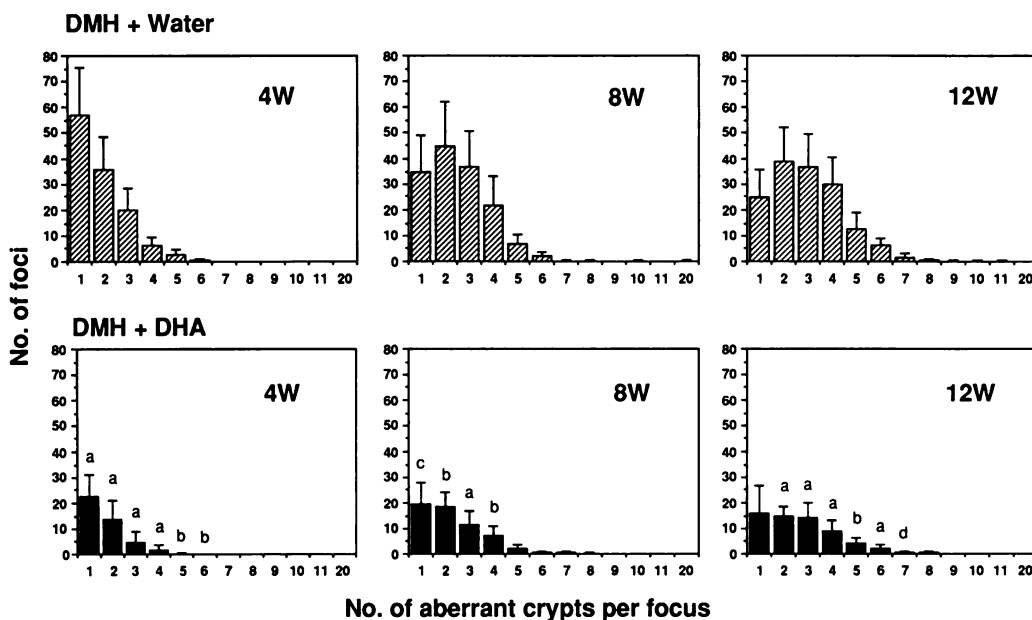 DMH + Water
80 70 60 50 40 30 20 10 0
4W
1 2 3 4 5 6 7 8 9 10 11 20
80 70 60 50 40 30 20 10 0
8W
1 2 3 4 5 6 7 8 9 10 11 20
80 70 60 50 40 30 20 10 0
12W
1 2 3 4 5 6 7 8 9 10 11 20
No. of foci
DMH + DHA
80 70 60 50 40 30 20 10 0
4W
a a a a b b
1 2 3 4 5 6 7 8 9 10 11 20
80 70 60 50 40 30 20 10 0
8W
c b a b
1 2 3 4 5 6 7 8 9 10 11 20
80 70 60 50 40 30 20 10 0
12W
a a a b a d
1 2 3 4 5 6 7 8 9 10 11 20
No. of aberrant crypts per focus